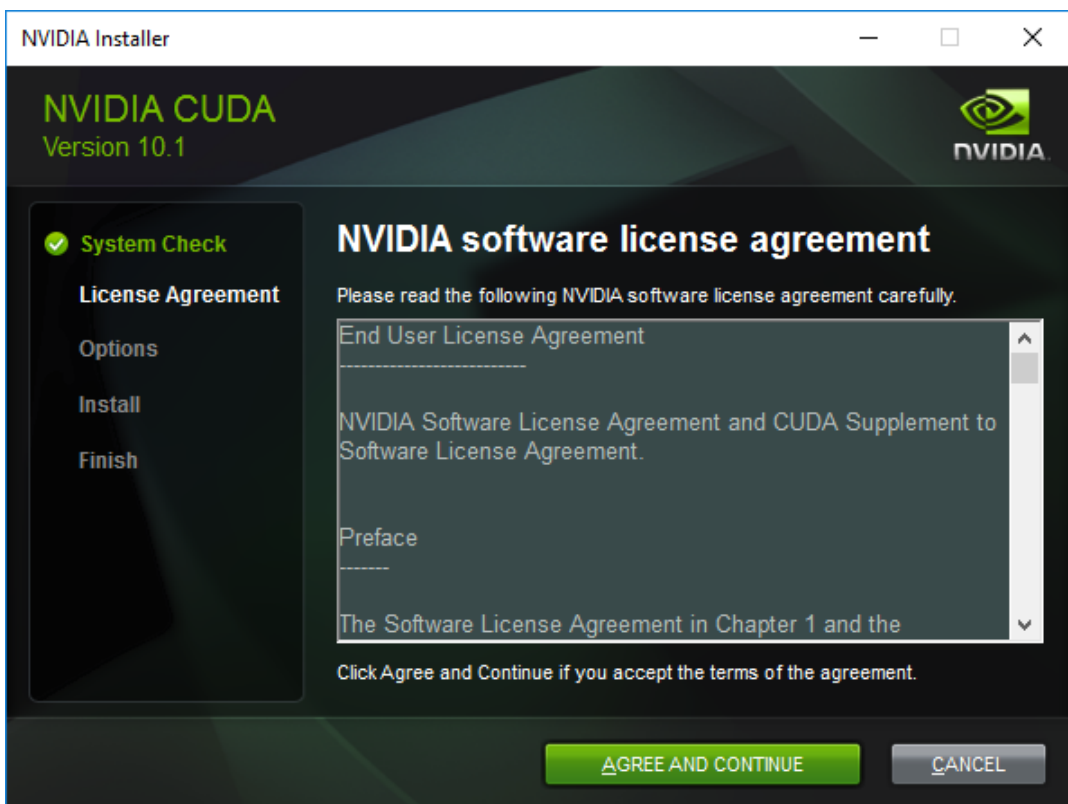 NVIDIA Installer
NVIDIA CUDA
Version 10.1
NVIDIA.
System Check
License Agreement
Options
Install
Finish
NVIDIA software license agreement
Please read the following NVIDIA software license agreement carefully.
End User License Agreement
--------------------------
NVIDIA Software License Agreement and CUDA Supplement to
Software License Agreement.
Preface
-------
The Software License Agreement in Chapter 1 and the
Click Agree and Continue if you accept the terms of the agreement.
AGREE AND CONTINUE
CANCEL